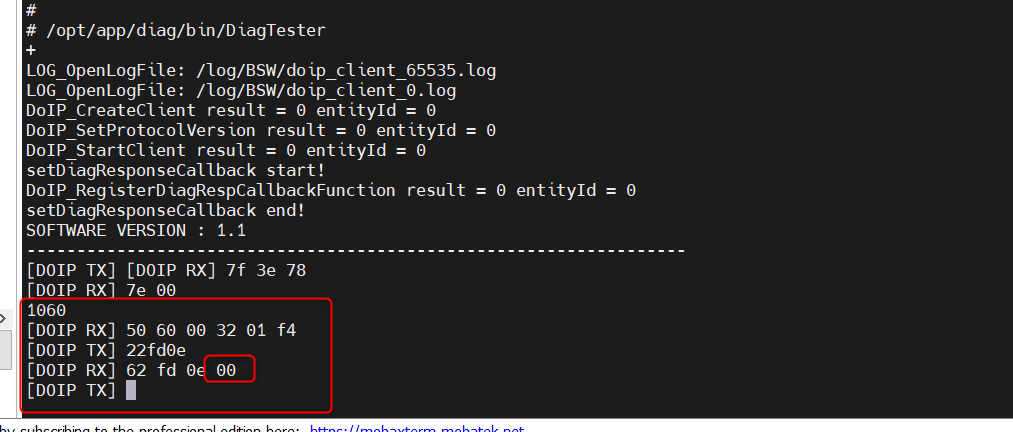 #
# /opt/app/diag/bin/DiagTester
+
LOG_OpenLogFile: /log/BSW/doip_client_65535.log
LOG_OpenLogFile: /log/BSW/doip_client_0.log
DoIP_CreateClient result = 0 entityId = 0
DoIP_SetProtocolVersion result = 0 entityId = 0
DoIP_StartClient result = 0 entityId = 0
setDiagResponseCallback start!
DoIP_RegisterDiagRespCallbackFunction result = 0 entityId = 0
setDiagResponseCallback end!
SOFTWARE VERSION : 1.1
-------------------------------------------------------------------
[DOIP TX] [DOIP RX] 7f 3e 78
[DOIP RX] 7e 00
1060
[DOIP RX] 50 60 00 32 01 f4
[DOIP TX] 22fd0e
[DOIP RX] 62 fd 0e 00
[DOIP TX]
by subscribing to the professional edition here: https://mobaxterm.mobatek.net